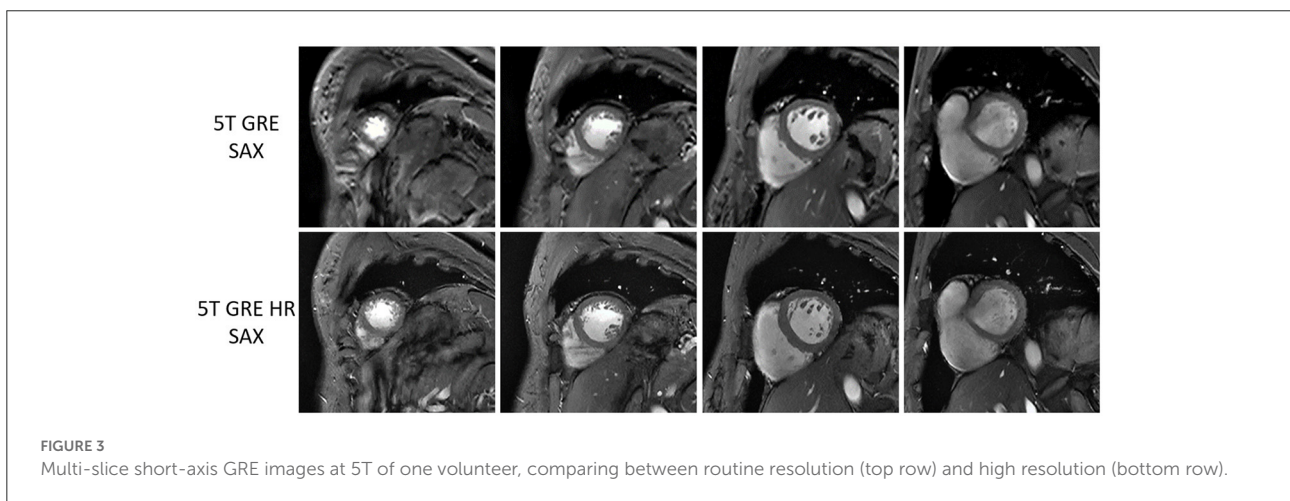 5T GRE
SAX
5T GRE HR
SAX
FIGURE 3
Multi-slice short-axis GRE images at 5T of one volunteer, comparing between routine resolution (top row) and high resolution (bottom row).